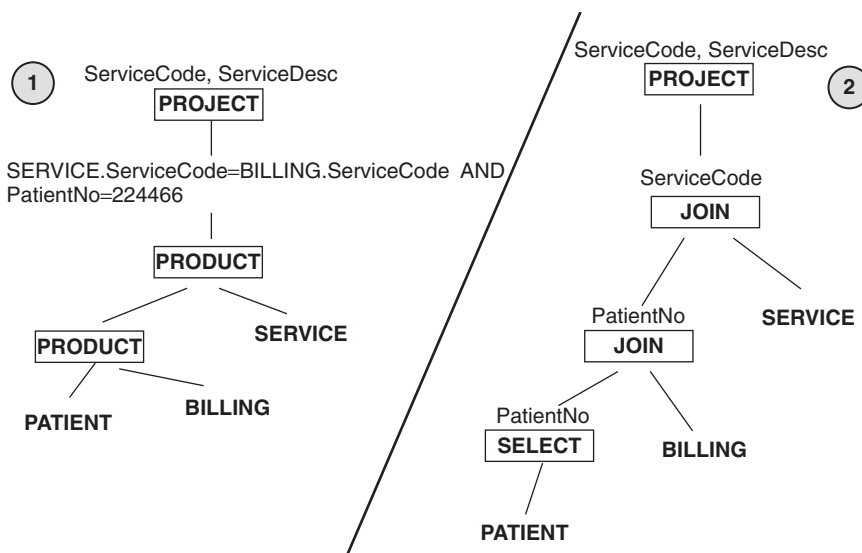 1
ServiceCode, ServiceDesc
PROJECT
SERVICE.ServiceCode=BILLING.ServiceCode AND
PatientNo=224466
PRODUCT
PRODUCT
SERVICE
PATIENT
BILLING
ServiceCode, ServiceDesc
PROJECT
2
ServiceCode
JOIN
PatientNo
JOIN
SERVICE
PatientNo
SELECT
BILLING
PATIENT